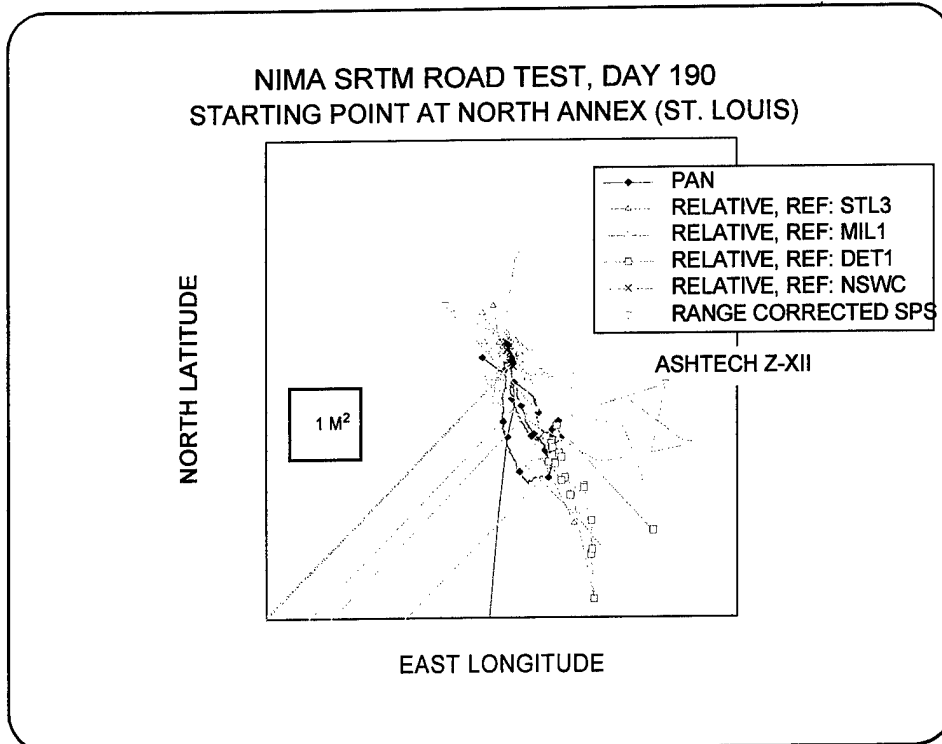 NIMA SRTM ROAD TEST, DAY 190
STARTING POINT AT NORTH ANNEX (ST. LOUIS)
PAN
RELATIVE, REF: STL3
RELATIVE, REF: MIL1
RELATIVE, REF: DET1
RELATIVE, REF: NSWC
RANGE CORRECTED SPS
ASHTECH Z-XII
NORTH LATITUDE
1 M²
EAST LONGITUDE